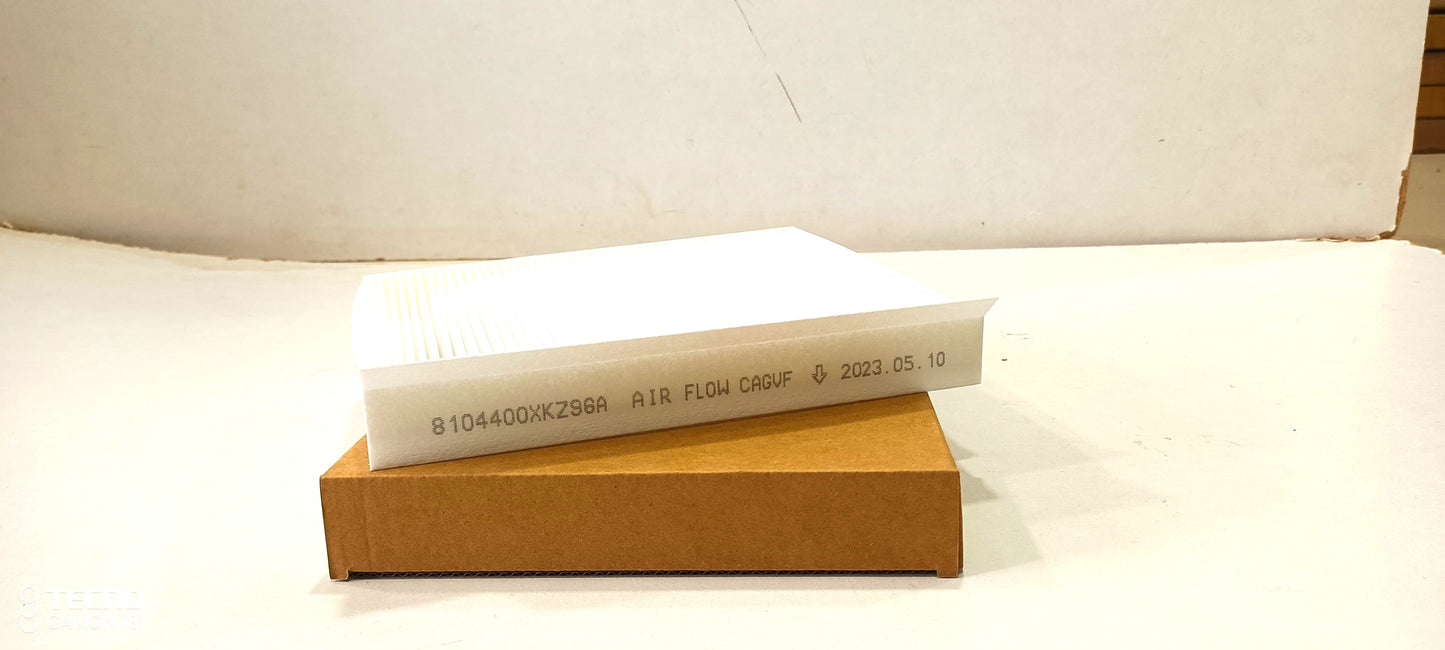 8104400XKZ96A AIR FLOW CAGVF ⇩ 2023.05.10
TECNO
CAMON 18